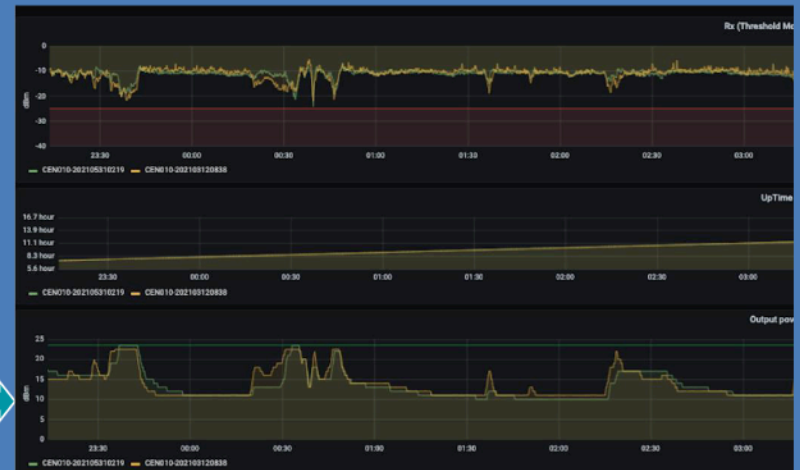 Rx (Threshold Mo
0
-10
-20
-30
-40
dBm
23:30 00:00 00:30 01:00 01:30 02:00 02:30 03:00
CEN010-202105310219 CEN010-202103120838
UpTime
16.7 hour
13.9 hour
11.1 hour
8.3 hour
5.6 hour
23:30 00:00 00:30 01:00 01:30 02:00 02:30 03:00
CEN010-202105310219 CEN010-202103120838
Output pow
25
20
15
10
5
0
dBm
23:30 00:00 00:30 01:00 01:30 02:00 02:30 03:00
CEN010-202105310219 CEN010-202103120838